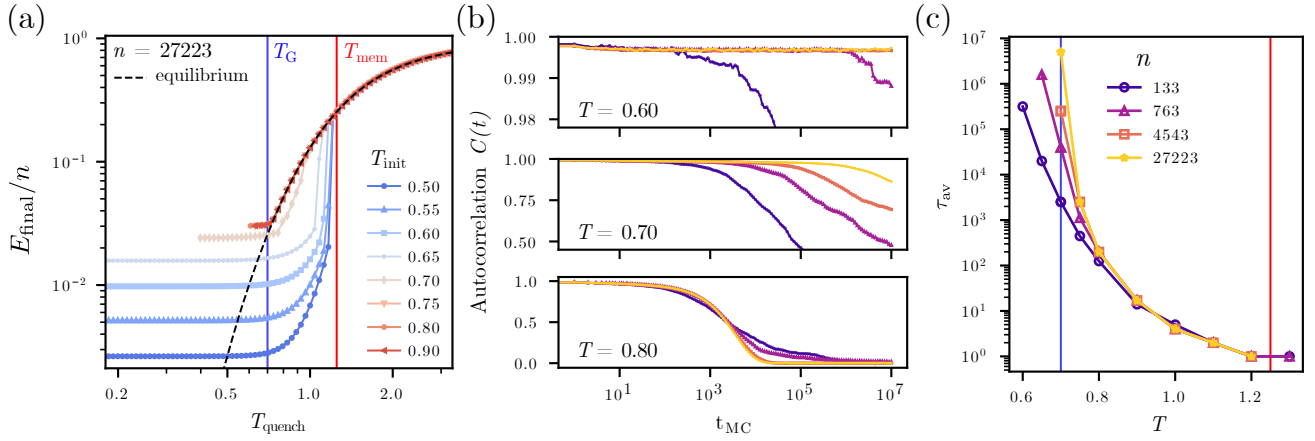 (a)
n = 27223
equilibrium
T_G
T_mem
T_init
0.50
0.55
0.60
0.65
0.70
0.75
0.80
0.90
10^0
10^{-1}
10^{-2}
E_final/n
0.2
0.5
1.0
2.0
T_quench
(b)
Autocorrelation C(t)
1.00
0.99
0.98
T = 0.60
1.00
0.75
0.50
T = 0.70
1.0
0.5
0.0
T = 0.80
10^1
10^3
10^5
10^7
t_MC
(c)
n
133
763
4543
27223
10^7
10^6
10^5
10^4
10^3
10^2
10^1
10^0
τ_av
0.6
0.8
1.0
1.2
T